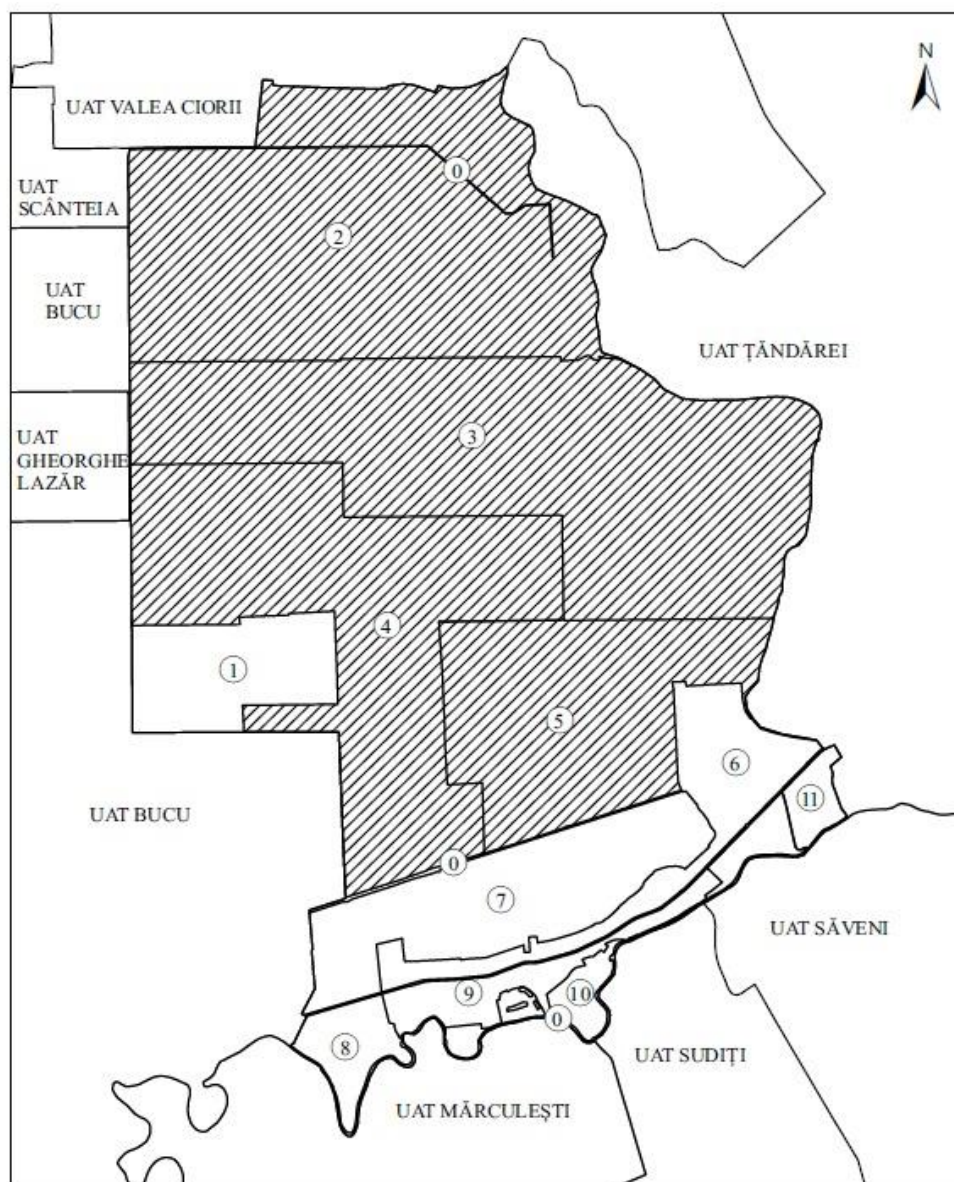 N
UAT VALEA CIORII
0
UAT
SCÂNTEIA
2
UAT
BUCU
UAT ȚĂNDĂREI
UAT
GHEORGHE
LAZĂR
3
4
1
5
6
11
UAT BUCU
0
7
UAT SĂVENI
9
10
0
8
UAT SUDIȚI
UAT MĂRCULEȘTI